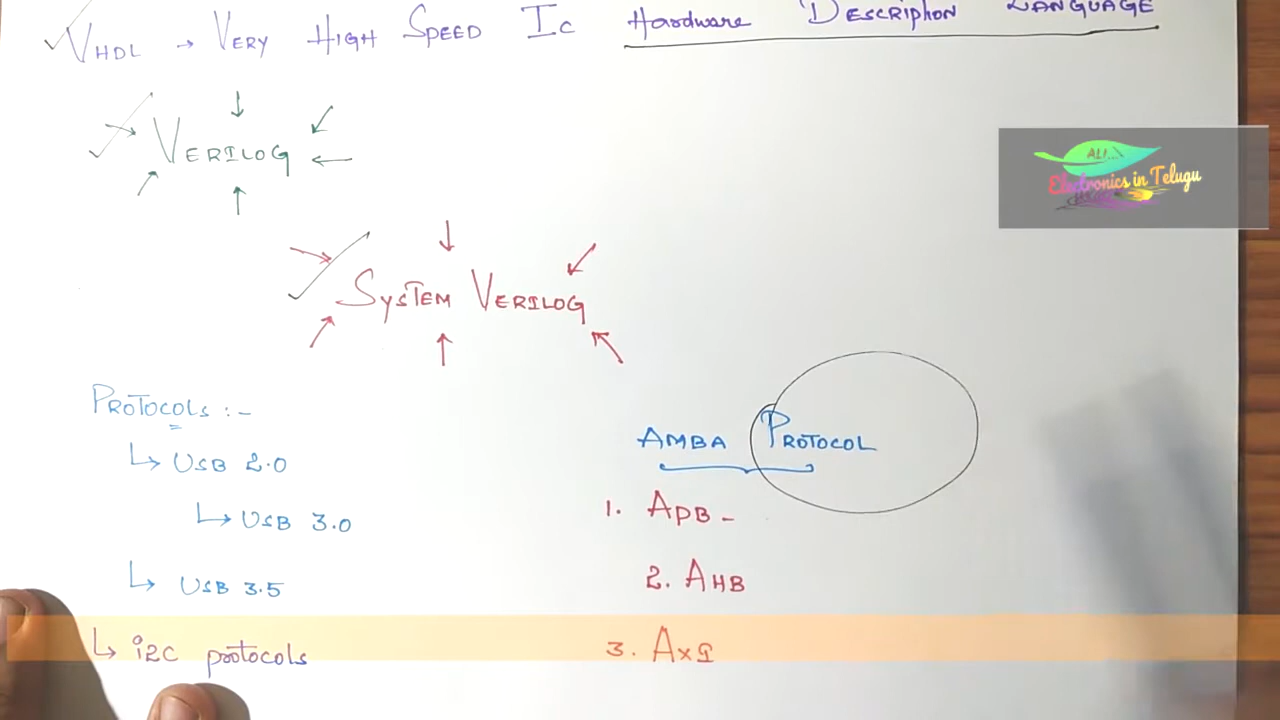 VHDL → VERY HIGH SPEED IC Hardware DESCRIPTION LANGUAGE
VERILOG
SYSTEM VERILOG
PROTOCOLS :-
USB 2.0
USB 3.0
USB 3.5
i2C protocols
AMBA PROTOCOL
1. APB -
2. AHB
3. AXI
ALI...
Electronics in Telugu